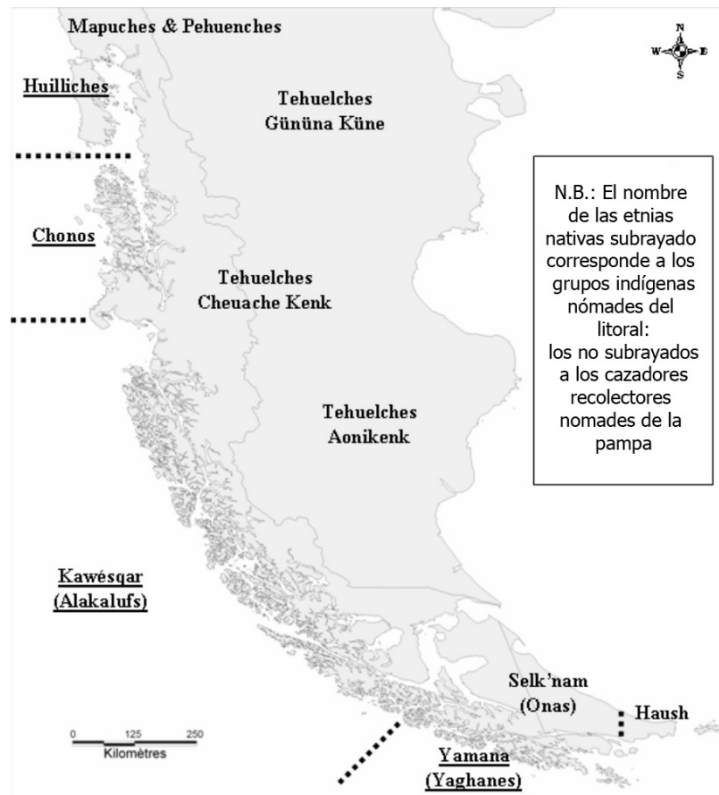 Mapuches & Pehuenches
N
W E
S
Huilliches
Tehuelches
Gününa Küne
Chonos
N.B.: El nombre
de las etnias
nativas subrayado
corresponde a los
grupos indígenas
nómades del
litoral:
los no subrayados
a los cazadores
recolectores
nomades de la
pampa
Tehuelches
Cheuache Kenk
Tehuelches
Aonikenk
Kawésqar
(Alakalufs)
Selk'nam
(Onas)
Haush
0 125 250
Kilomètres
Yamana
(Yaghanes)